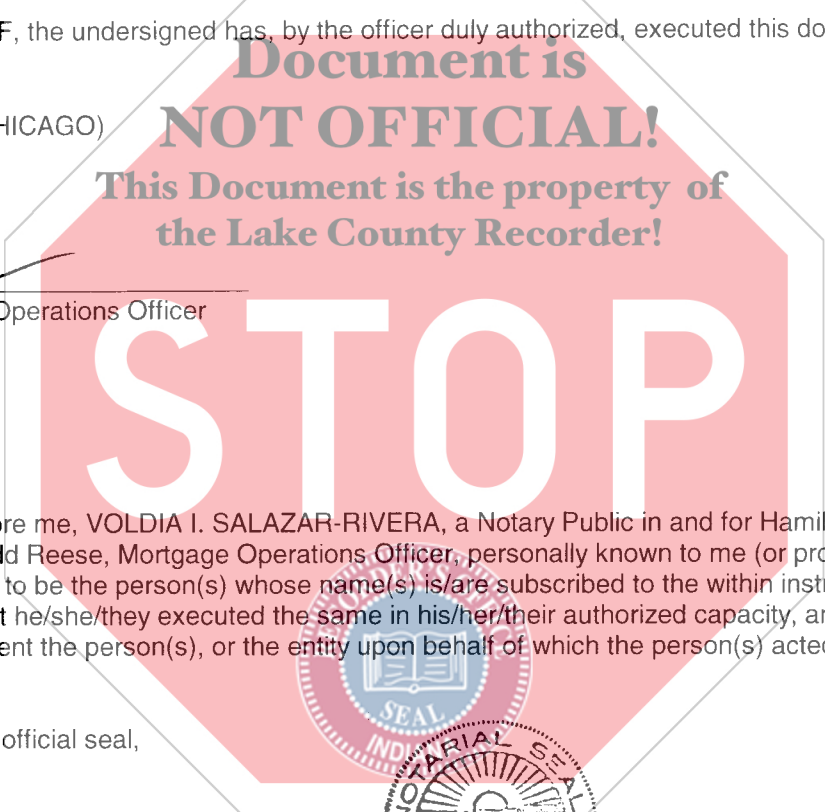 F, the undersigned has, by the officer duly authorized, executed this do
Document is
NOT OFFICIAL!
HICAGO)
This Document is the property of
the Lake County Recorder!
Operations Officer
STOP
ore me, VOLDIA I. SALAZAR-RIVERA, a Notary Public in and for Hamil
ld Reese, Mortgage Operations Officer, personally known to me (or pro
to be the person(s) whose name(s) is/are subscribed to the within instr
t he/she/they executed the same in his/her/their authorized capacity, an
ent the person(s), or the entity upon behalf of which the person(s) acted
SEAL
official seal,
NOTARIAL SEAL